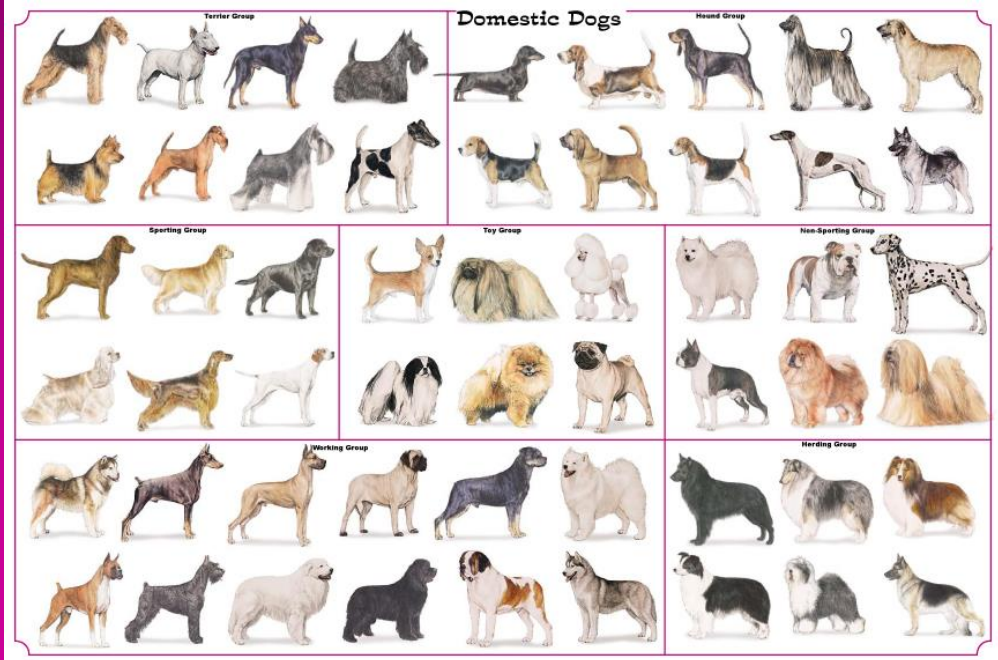 Domestic Dogs
Terrier Group
Hound Group
Sporting Group
Toy Group
Non-Sporting Group
Working Group
Herding Group